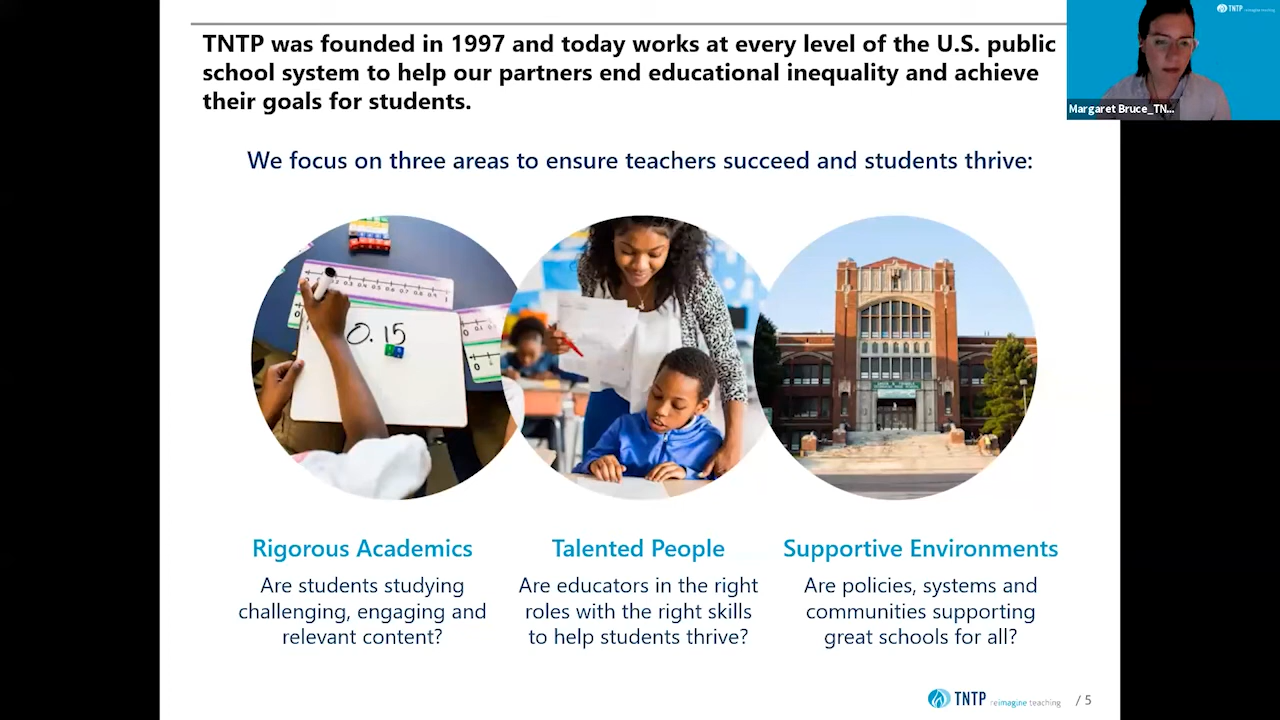 TNTP was founded in 1997 and today works at every level of the U.S. public
school system to help our partners end educational inequality and achieve
their goals for students.
TNTP reimagine teaching
Margaret Bruce_TN...
We focus on three areas to ensure teachers succeed and students thrive:
0.15
Rigorous Academics
Are students studying
challenging, engaging and
relevant content?
Talented People
Are educators in the right
roles with the right skills
to help students thrive?
Supportive Environments
Are policies, systems and
communities supporting
great schools for all?
TNTP reimagine teaching
/ 5